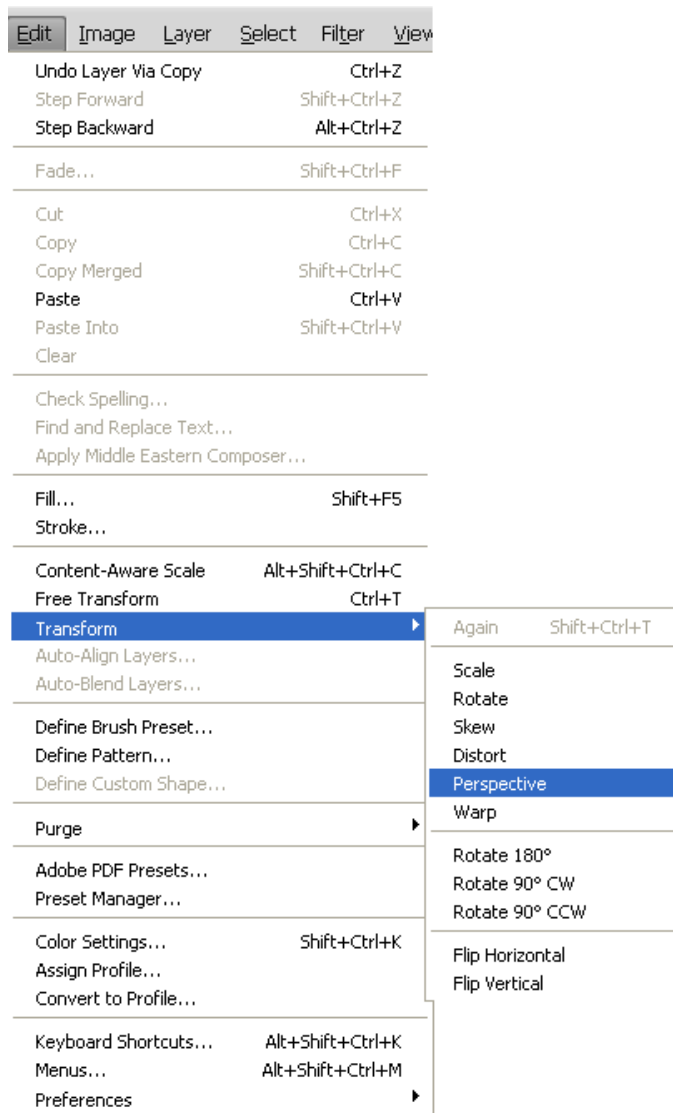 Edit Image Layer Select Filter View
Undo Layer Via Copy Ctrl+Z
Step Forward Shift+Ctrl+Z
Step Backward Alt+Ctrl+Z
Fade... Shift+Ctrl+F
Cut Ctrl+X
Copy Ctrl+C
Copy Merged Shift+Ctrl+C
Paste Ctrl+V
Paste Into Shift+Ctrl+V
Clear
Check Spelling...
Find and Replace Text...
Apply Middle Eastern Composer...
Fill... Shift+F5
Stroke...
Content-Aware Scale Alt+Shift+Ctrl+C
Free Transform Ctrl+T
Transform
Auto-Align Layers...
Auto-Blend Layers...
Define Brush Preset...
Define Pattern...
Define Custom Shape...
Purge
Adobe PDF Presets...
Preset Manager...
Color Settings... Shift+Ctrl+K
Assign Profile...
Convert to Profile...
Keyboard Shortcuts... Alt+Shift+Ctrl+K
Menus... Alt+Shift+Ctrl+M
Preferences
Again Shift+Ctrl+T
Scale
Rotate
Skew
Distort
Perspective
Warp
Rotate 180°
Rotate 90° CW
Rotate 90° CCW
Flip Horizontal
Flip Vertical